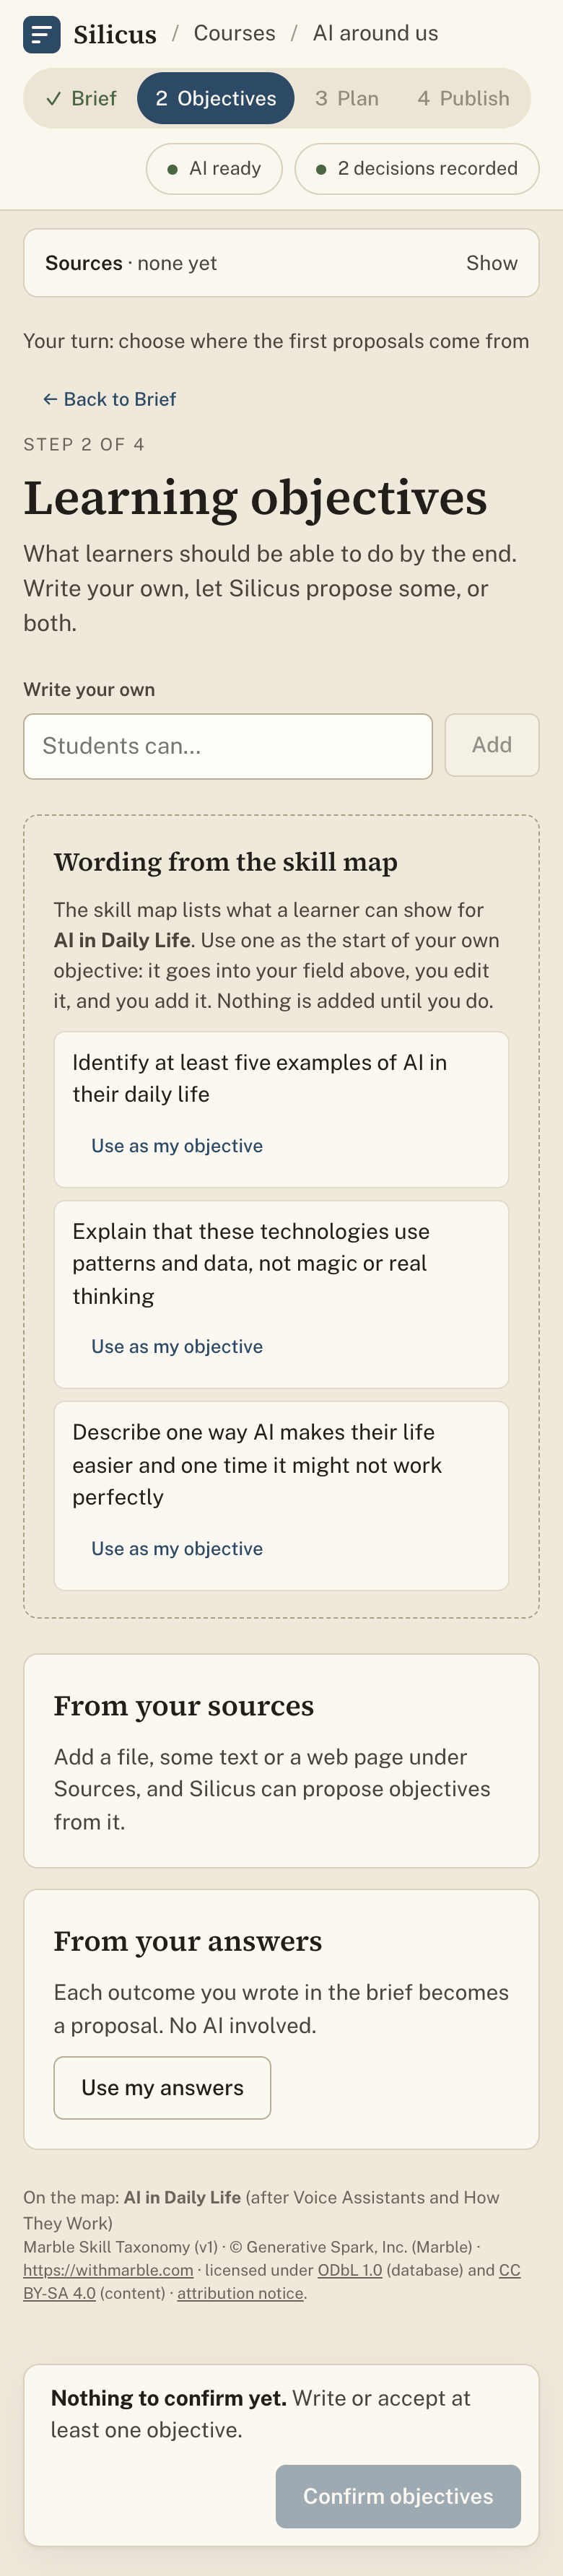 Silicus / Courses / AI around us
✓ Brief 2 Objectives 3 Plan 4 Publish
AI ready 2 decisions recorded
Sources · none yet Show
Your turn: choose where the first proposals come from
← Back to Brief
STEP 2 OF 4
Learning objectives
What learners should be able to do by the end.
Write your own, let Silicus propose some, or
both.
Write your own
Students can… Add
Wording from the skill map
The skill map lists what a learner can show for
AI in Daily Life. Use one as the start of your own
objective: it goes into your field above, you edit
it, and you add it. Nothing is added until you do.
Identify at least five examples of AI in
their daily life
Use as my objective
Explain that these technologies use
patterns and data, not magic or real
thinking
Use as my objective
Describe one way AI makes their life
easier and one time it might not work
perfectly
Use as my objective
From your sources
Add a file, some text or a web page under
Sources, and Silicus can propose objectives
from it.
From your answers
Each outcome you wrote in the brief becomes
a proposal. No AI involved.
Use my answers
On the map: AI in Daily Life (after Voice Assistants and How
They Work)
Marble Skill Taxonomy (v1) · © Generative Spark, Inc. (Marble) ·
https://withmarble.com · licensed under ODbL 1.0 (database) and CC
BY-SA 4.0 (content) · attribution notice.
Nothing to confirm yet. Write or accept at
least one objective.
Confirm objectives